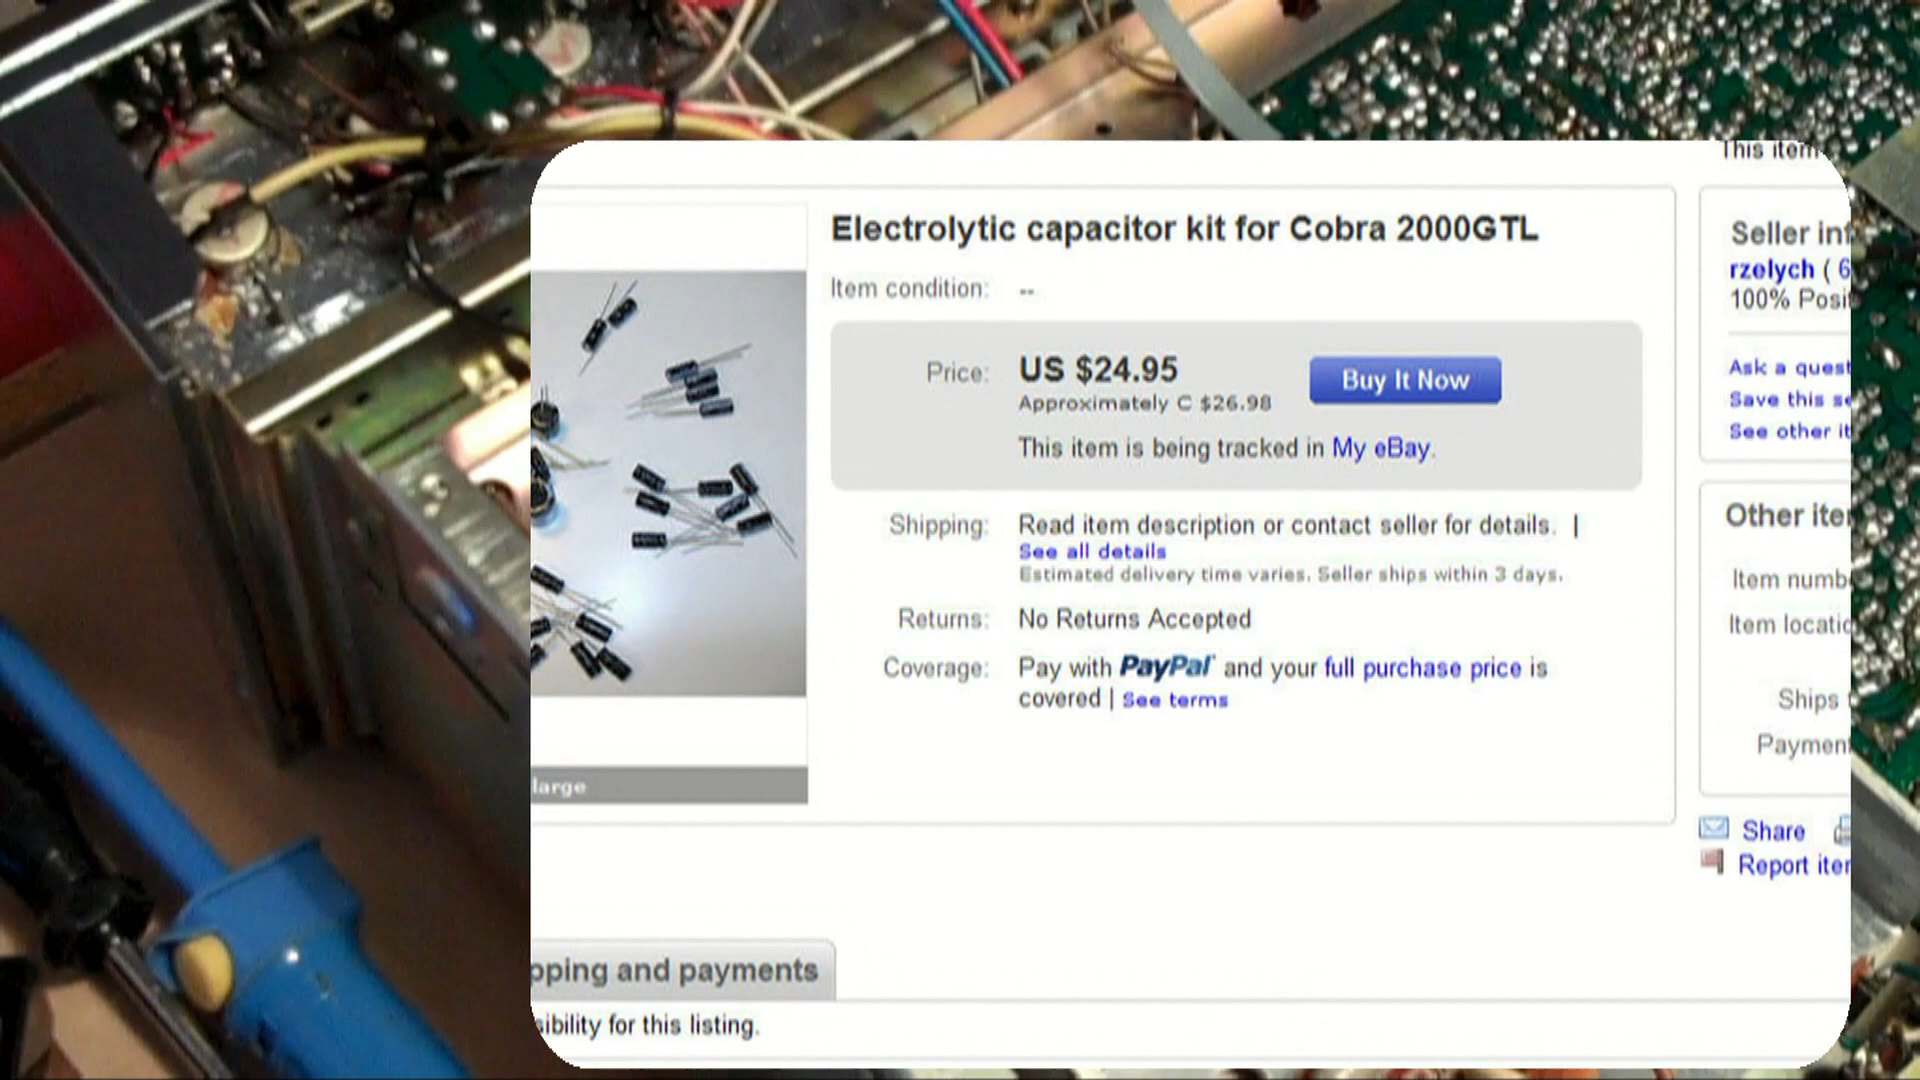 This item
Electrolytic capacitor kit for Cobra 2000GTL
Item condition: --
Price: US $24.95 Buy It Now
Approximately C $26.98
This item is being tracked in My eBay.
Shipping: Read item description or contact seller for details. |
See all details
Estimated delivery time varies. Seller ships within 3 days.
Returns: No Returns Accepted
Coverage: Pay with PayPal and your full purchase price is
covered | See terms
large
Seller inf
rzelych ( 6
100% Posi
Ask a quest
Save this se
See other it
Other ite
Item numb
Item locatio
Ships
Payment
Share
Report iter
pping and payments
sibility for this listing.